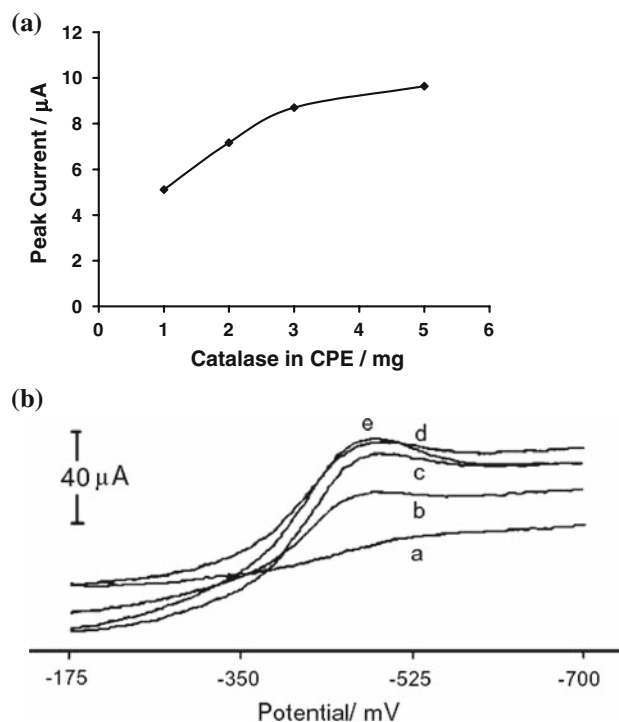 (a)
12
10
8
6
4
2
0
Peak Current / μA
0 1 2 3 4 5 6
Catalase in CPE / mg
(b)
40 μA
e
d
c
b
a
-175 -350 -525 -700
Potential/ mV